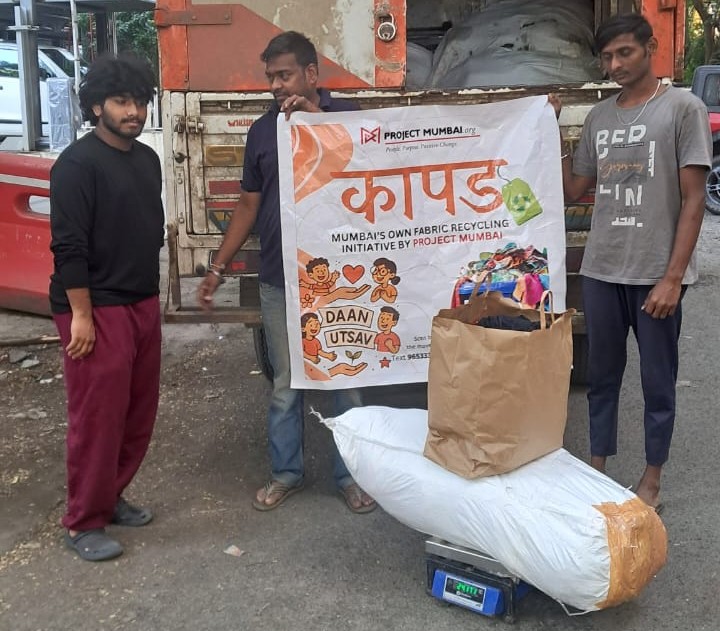 PROJECT MUMBAI.org
People. Purpose. Positive Change.
कापड
MUMBAI'S OWN FABRIC RECYCLING
INITIATIVE BY PROJECT MUMBAI
DAAN
UTSAV
Text
BER
LIN